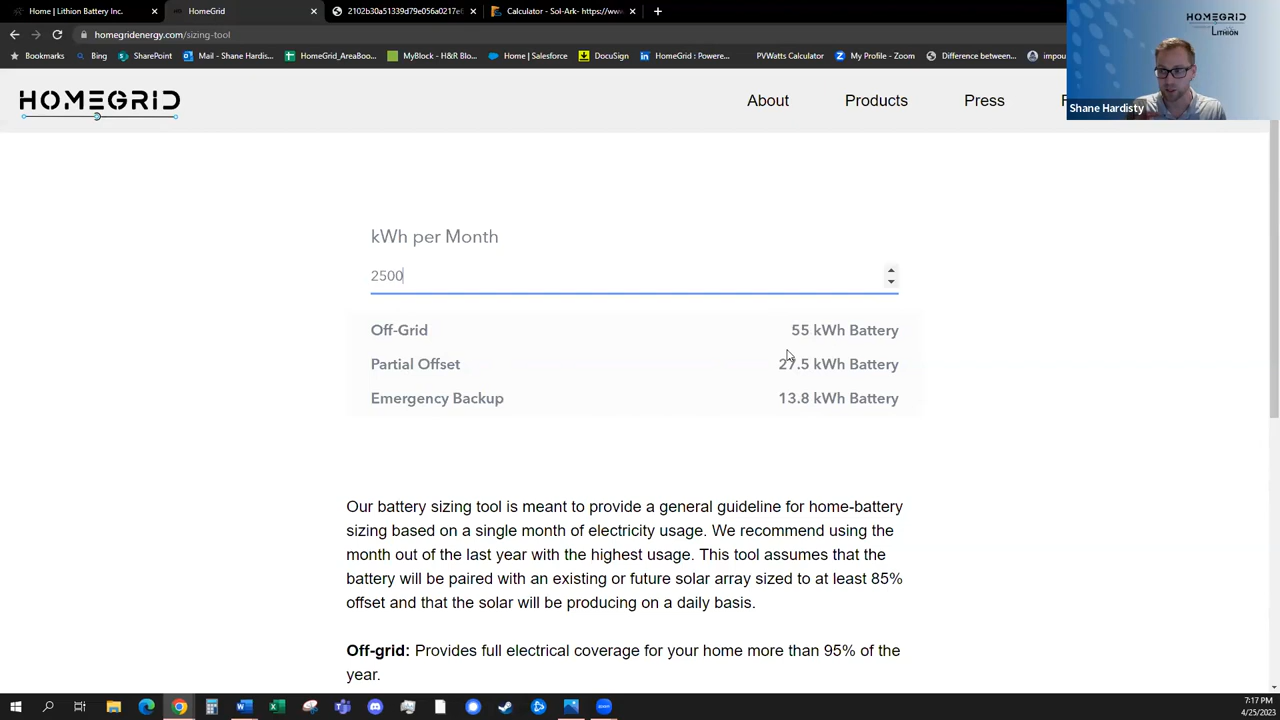 Home | Lithion Battery Inc.
HomeGrid
2102b30a51339d79e056a0217e
Calculator - Sol-Ark- https://www
homegridenergy.com/sizing-tool
Bookmarks
Bing
SharePoint
Mail - Shane Hardis...
HomeGrid_AreaBoo...
MyBlock - H&R Blo...
Home | Salesforce
DocuSign
HomeGrid : Powere...
PVWatts Calculator
My Profile - Zoom
Difference between...
impou
HOMEGRID
LITHION
Shane Hardisty
HOMEGRID
About
Products
Press
kWh per Month
2500
Off-Grid
55 kWh Battery
Partial Offset
27.5 kWh Battery
Emergency Backup
13.8 kWh Battery
Our battery sizing tool is meant to provide a general guideline for home-battery
sizing based on a single month of electricity usage. We recommend using the
month out of the last year with the highest usage. This tool assumes that the
battery will be paired with an existing or future solar array sized to at least 85%
offset and that the solar will be producing on a daily basis.
Off-grid: Provides full electrical coverage for your home more than 95% of the
year.
7:17 PM
4/25/2023